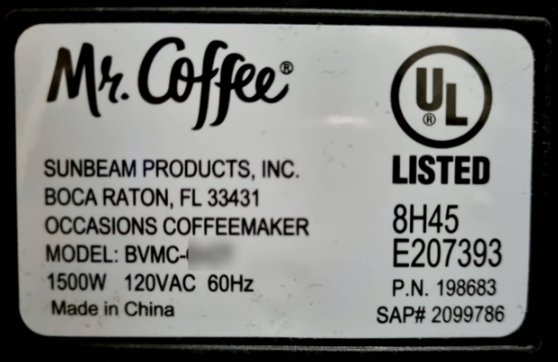 Mr. Coffee®
SUNBEAM PRODUCTS, INC.
BOCA RATON, FL 33431
OCCASIONS COFFEEMAKER
MODEL: BVMC-
1500W 120VAC 60Hz
Made in China
UL®
LISTED
8H45
E207393
P.N. 198683
SAP# 2099786